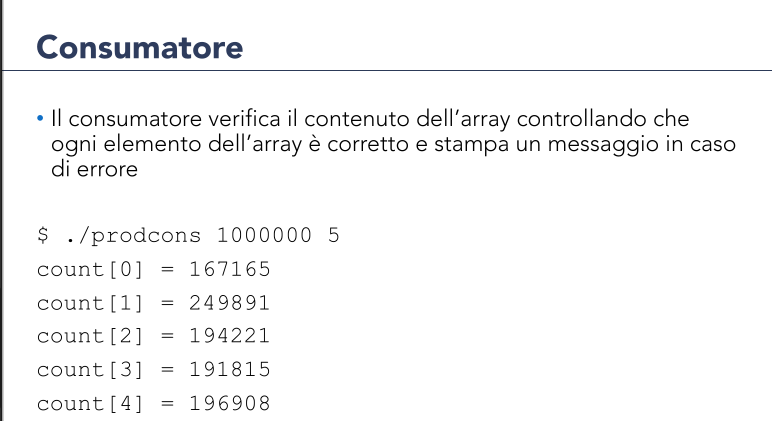 Consumatore
• Il consumatore verifica il contenuto dell’array controllando che
ogni elemento dell’array è corretto e stampa un messaggio in caso
di errore
$ ./prodcons 1000000 5
count[0] = 167165
count[1] = 249891
count[2] = 194221
count[3] = 191815
count[4] = 196908